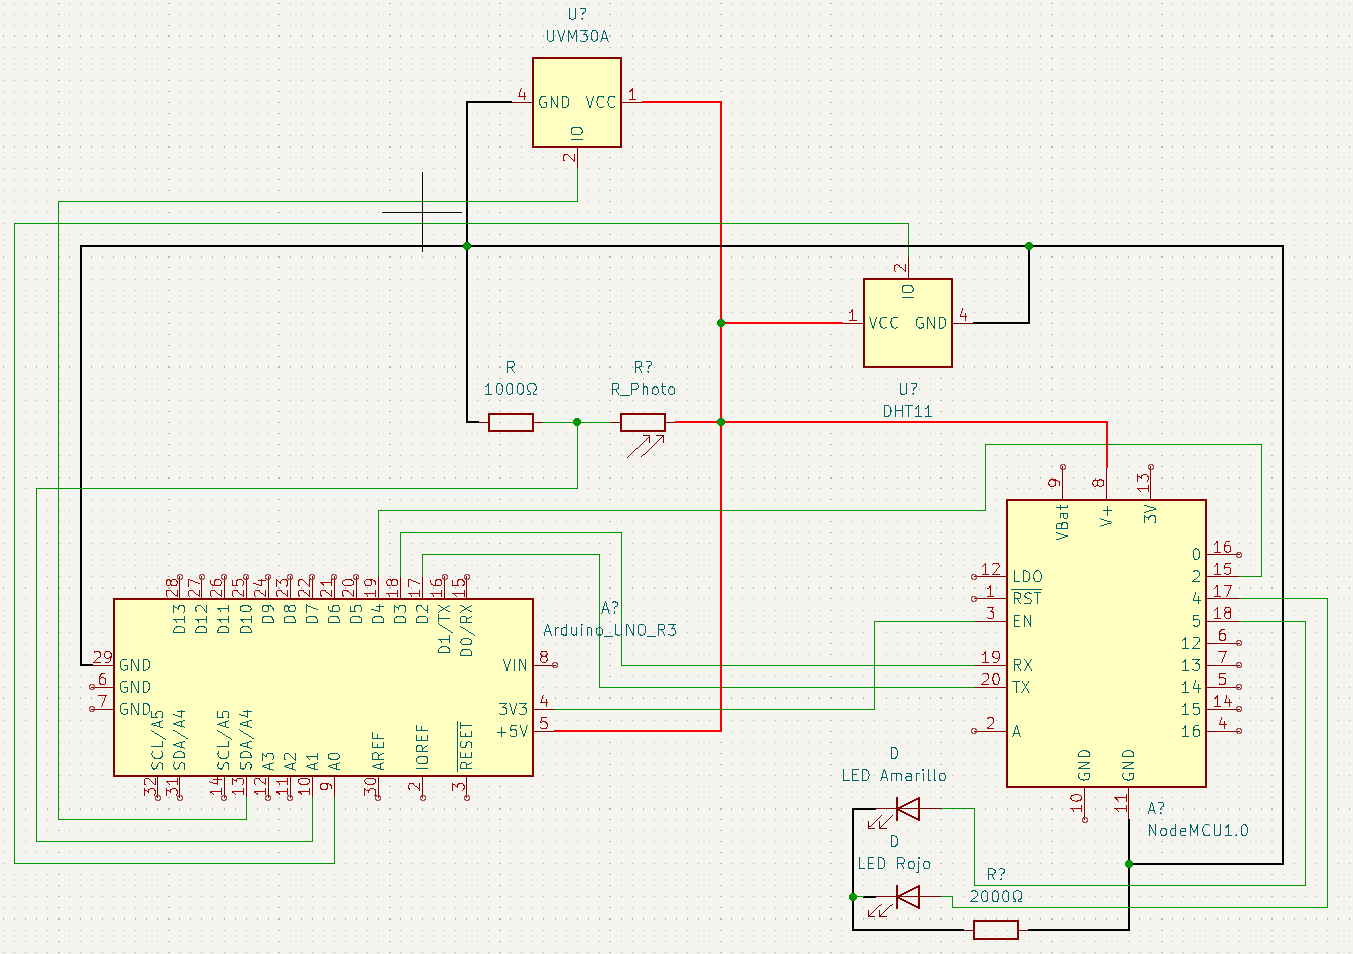 U?
UVM30A
4 GND VCC 1
IO
2
2
IO
1 VCC GND 4
U?
DHT11
R
1000Ω
R?
R_Photo
9 8 13
VBat V+ 3V
0 16
12 LDO 2 15
1 RST 4 17
3 EN 5 18
12 6
19 RX 13 7
20 TX 14 5
15 14
2 A 16 4
GND GND
10 11
A?
NodeMCU1.0
28 27 26 25 24 23 22 21 20 19 18 17 16 15
D13 D12 D11 D10 D9 D8 D7 D6 D5 D4 D3 D2 D1/TX D0/RX
A?
Arduino_UNO_R3
29 GND VIN 8
6 GND
7 GND 3V3 4
+5V 5
SCL/A5 SDA/A4 SCL/A5 SDA/A4 A3 A2 A1 A0 AREF IOREF RESET
32 31 14 13 12 11 10 9 30 2 3
D
LED Amarillo
D
LED Rojo
R?
2000Ω